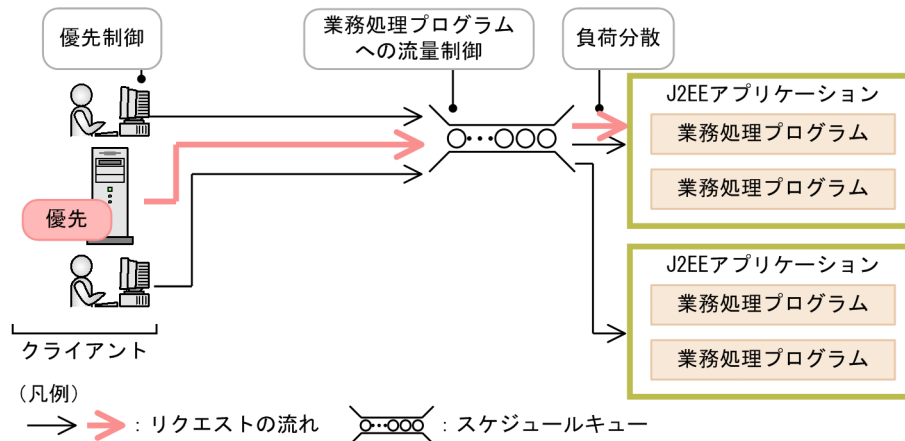 優先制御
業務処理プログラム
への流量制御
負荷分散
J2EEアプリケーション
業務処理プログラム
業務処理プログラム
優先
J2EEアプリケーション
業務処理プログラム
業務処理プログラム
クライアント
(凡例)
:リクエストの流れ
:スケジュールキュー